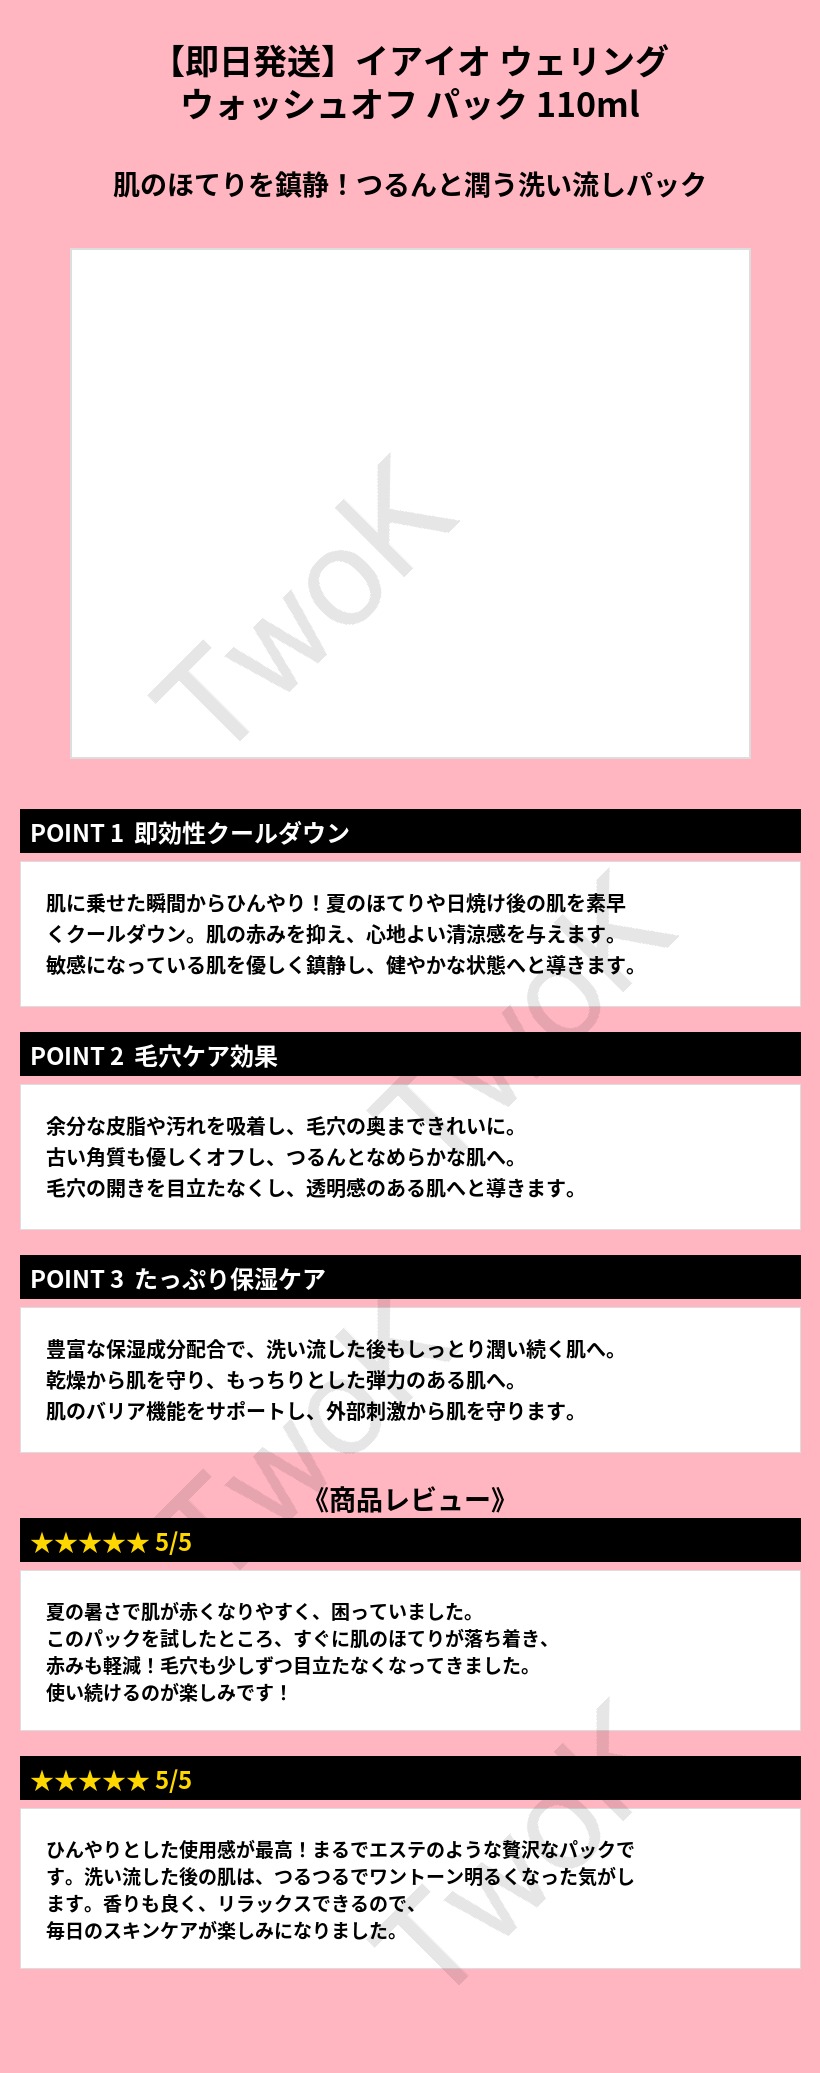 【即日発送】イアイオ ウェリング
ウォッシュオフ パック 110ml
肌のほてりを鎮静！つるんと潤う洗い流しパック
TwoK
POINT 1 即効性クールダウン
肌に乗せた瞬間からひんやり！夏のほてりや日焼け後の肌を素早
くクールダウン。肌の赤みを抑え、心地よい清涼感を与えます。
敏感になっている肌を優しく鎮静し、健やかな状態へと導きます。
TwoK
POINT 2 毛穴ケア効果
余分な皮脂や汚れを吸着し、毛穴の奥まできれいに。
古い角質も優しくオフし、つるんとなめらかな肌へ。
毛穴の開きを目立たなくし、透明感のある肌へと導きます。
POINT 3 たっぷり保湿ケア
豊富な保湿成分配合で、洗い流した後もしっとり潤い続く肌へ。
乾燥から肌を守り、もっちりとした弾力のある肌へ。
肌のバリア機能をサポートし、外部刺激から肌を守ります。
TwoK
《商品レビュー》
★★★★★ 5/5
夏の暑さで肌が赤くなりやすく、困っていました。
このパックを試したところ、すぐに肌のほてりが落ち着き、
赤みも軽減！毛穴も少しずつ目立たなくなってきました。
使い続けるのが楽しみです！
★★★★★ 5/5
ひんやりとした使用感が最高！まるでエステのような贅沢なパックで
す。洗い流した後の肌は、つるつるでワントーン明るくなった気がし
ます。香りも良く、リラックスできるので、
毎日のスキンケアが楽しみになりました。
TwoK